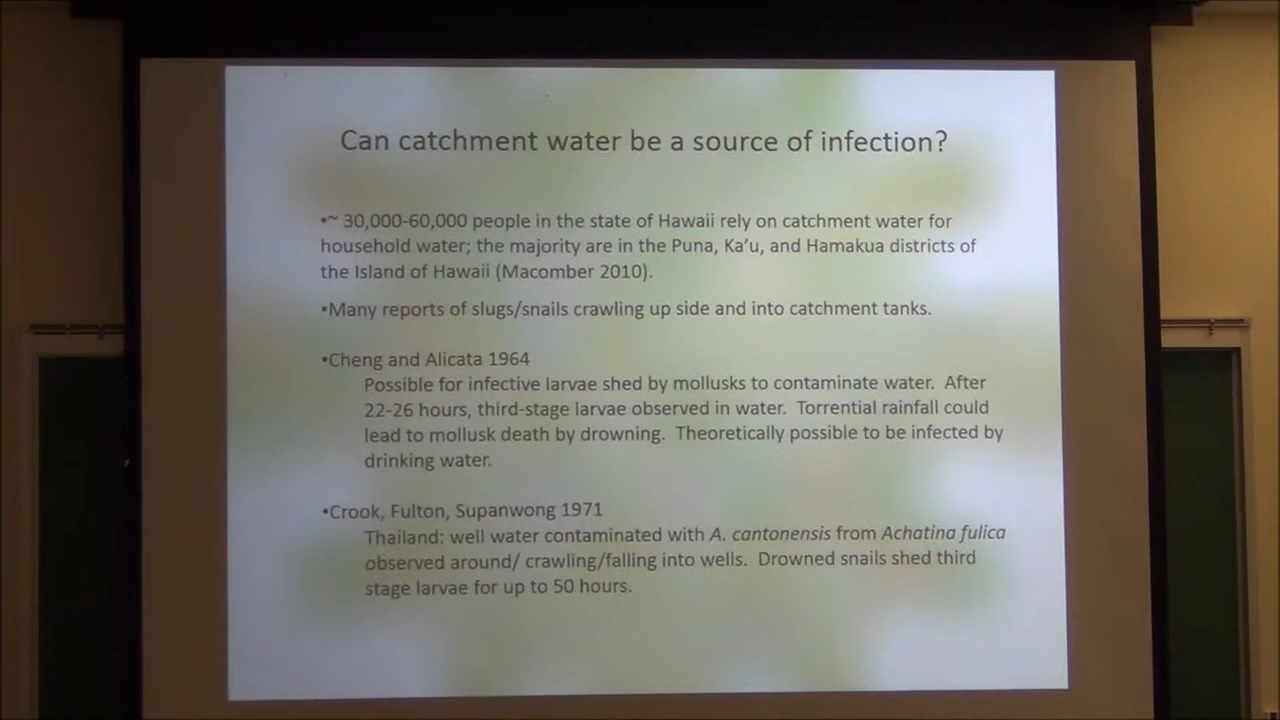 Can catchment water be a source of infection?
•~ 30,000-60,000 people in the state of Hawaii rely on catchment water for
household water; the majority are in the Puna, Ka'u, and Hamakua districts of
the Island of Hawaii (Macomber 2010).
•Many reports of slugs/snails crawling up side and into catchment tanks.
•Cheng and Alicata 1964
Possible for infective larvae shed by mollusks to contaminate water.  After
22-26 hours, third-stage larvae observed in water.  Torrential rainfall could
lead to mollusk death by drowning.  Theoretically possible to be infected by
drinking water.
•Crook, Fulton, Supanwong 1971
Thailand: well water contaminated with A. cantonensis from Achatina fulica
observed around/ crawling/falling into wells.  Drowned snails shed third
stage larvae for up to 50 hours.